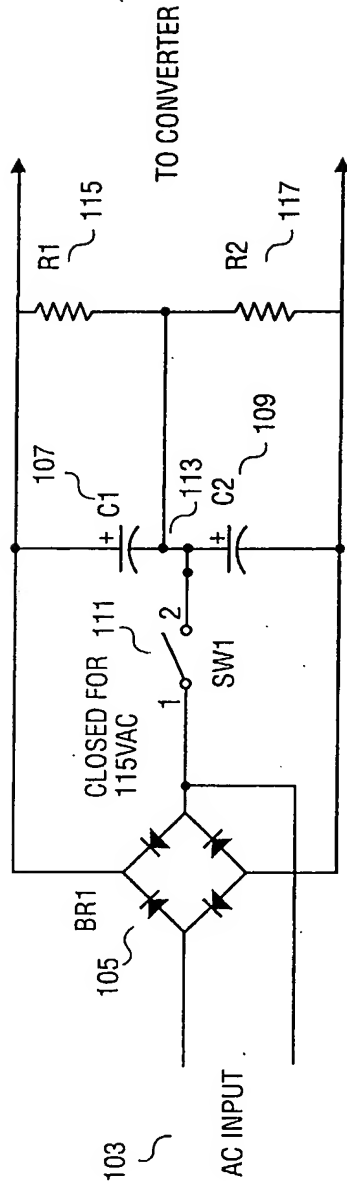 103
AC INPUT
105
BR1
CLOSED FOR
115VAC
111
1
2
SW1
107
+
C1
113
+
C2
109
R1
115
R2
117
TO CONVERTER